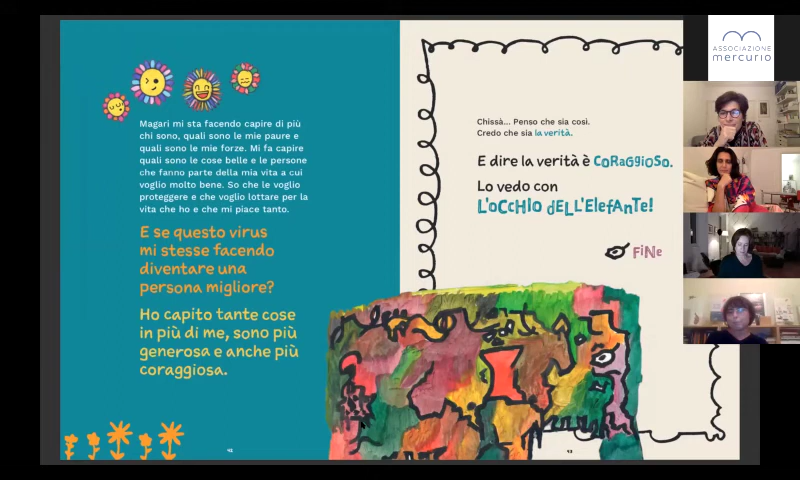 Magari mi sta facendo capire di più
chi sono, quali sono le mie paure e
quali sono le mie forze. Mi fa capire
quali sono le cose belle e le persone
che fanno parte della mia vita a cui
voglio molto bene. So che le voglio
proteggere e che voglio lottare per la
vita che ho e che mi piace tanto.
E se questo virus
mi stesse facendo
diventare una
persona migliore?
Ho capito tante cose
in più di me, sono più
generosa e anche più
coraggiosa.
42
Chissà... Penso che sia così.
Credo che sia la verità.
E dire la verità è CORAGGIOSO.
Lo vedo con
L'OCCHIO dELL'ElefANTE!
FINE
43
ASSOCIAZIONE
mercurio